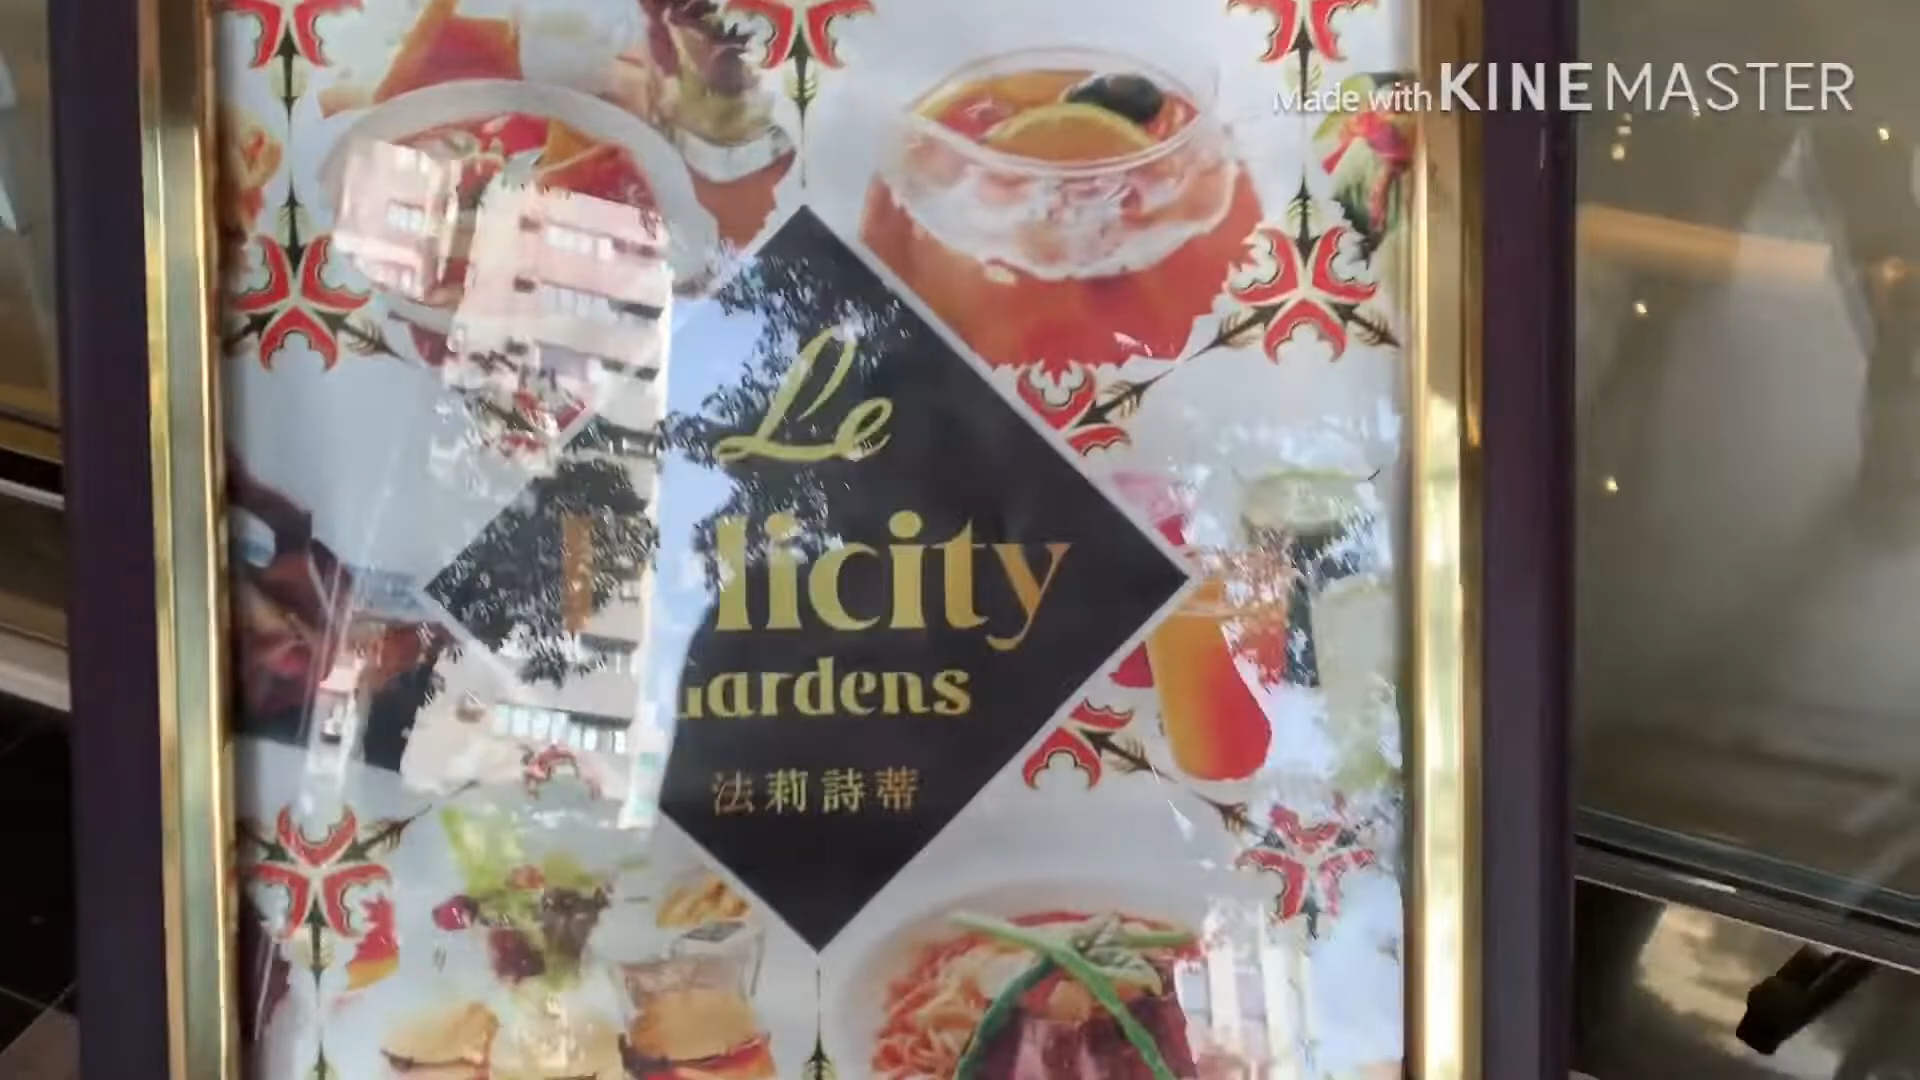 Made with KINEMASTER
Le
licity
ardens
法莉詩蒂